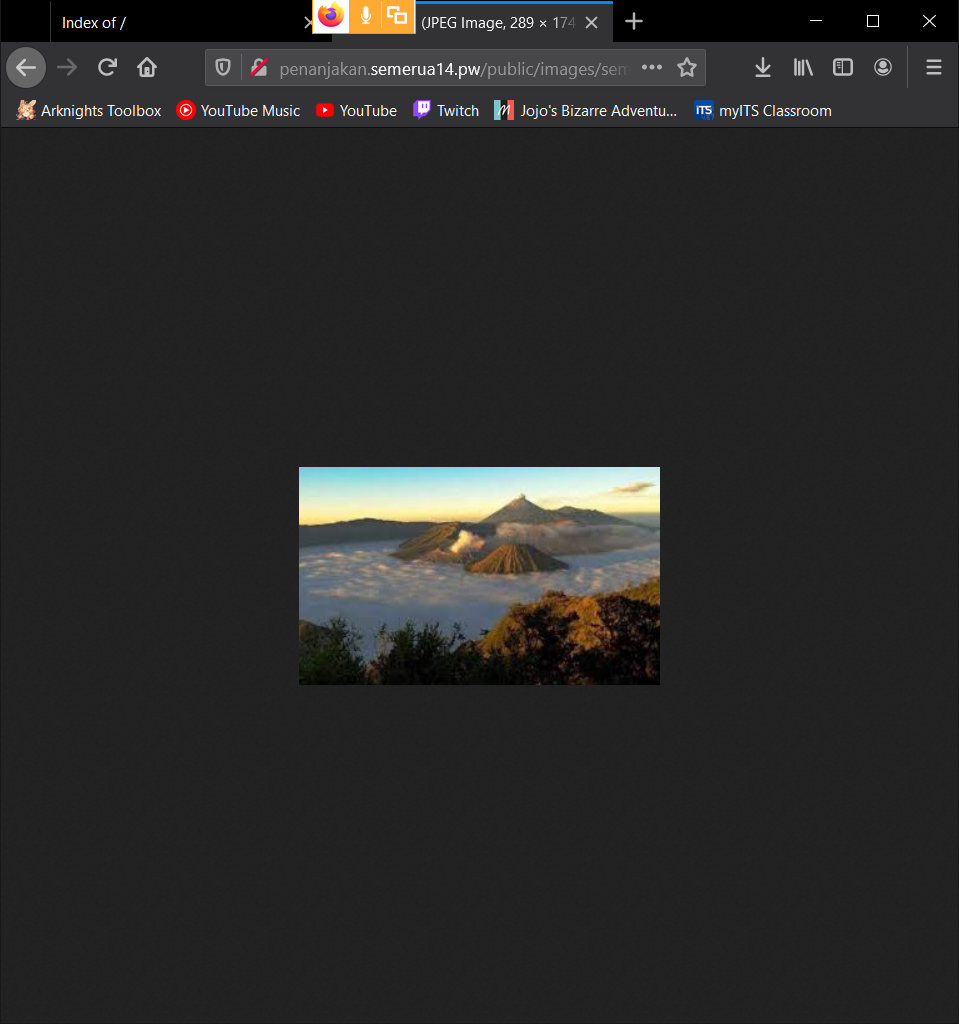 Index of /
(JPEG Image, 289 × 174
penanjakan.semerua14.pw/public/images/sem
Arknights Toolbox
YouTube Music
YouTube
Twitch
Jojo's Bizarre Adventu...
myITS Classroom